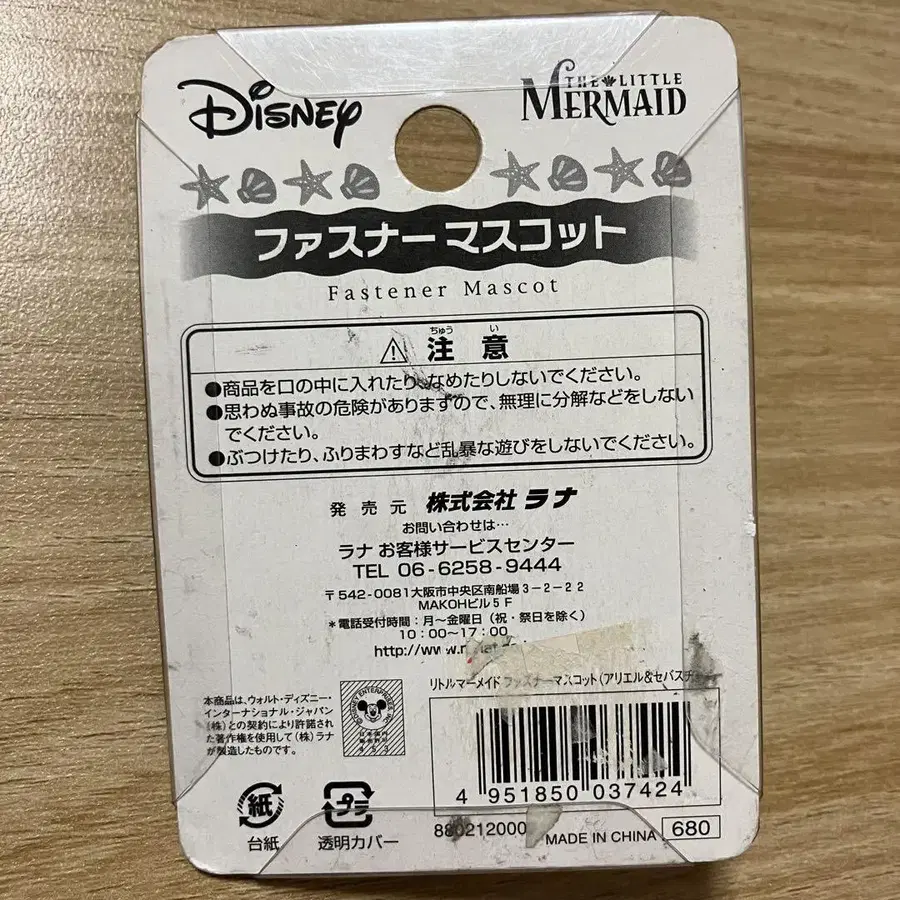 Disney
THE LITTLE
MERMAID
ファスナーマスコット
Fastener Mascot
ちゅう い
注意
●商品を口の中に入れたり、なめたりしないでください。
●思わぬ事故の危険がありますので、無理に分解などをしない
でください。
●ぶつけたり、ふりまわすなど乱暴な遊びをしないでください。
発売元 株式会社 ラナ
お問い合わせは…
ラナ お客様サービスセンター
TEL 06-6258-9444
〒542-0081大阪市中央区南船場3-2-22
MAKOHビル5F
*電話受付時間:月~金曜日(祝・祭日を除く)
10:00~17:00
リトルマーメイド ファスナーマスコット(アリエル&セバスチ
本商品は、ウォルト・ディズニー・
インターナショナル・ジャパン
(株)との契約により許諾され
た著作権を使用して(株)ラナ
が製造したものです。
4 951850 037424
紙
台紙
プラ
透明カバー
880212000
MADE IN CHINA
680